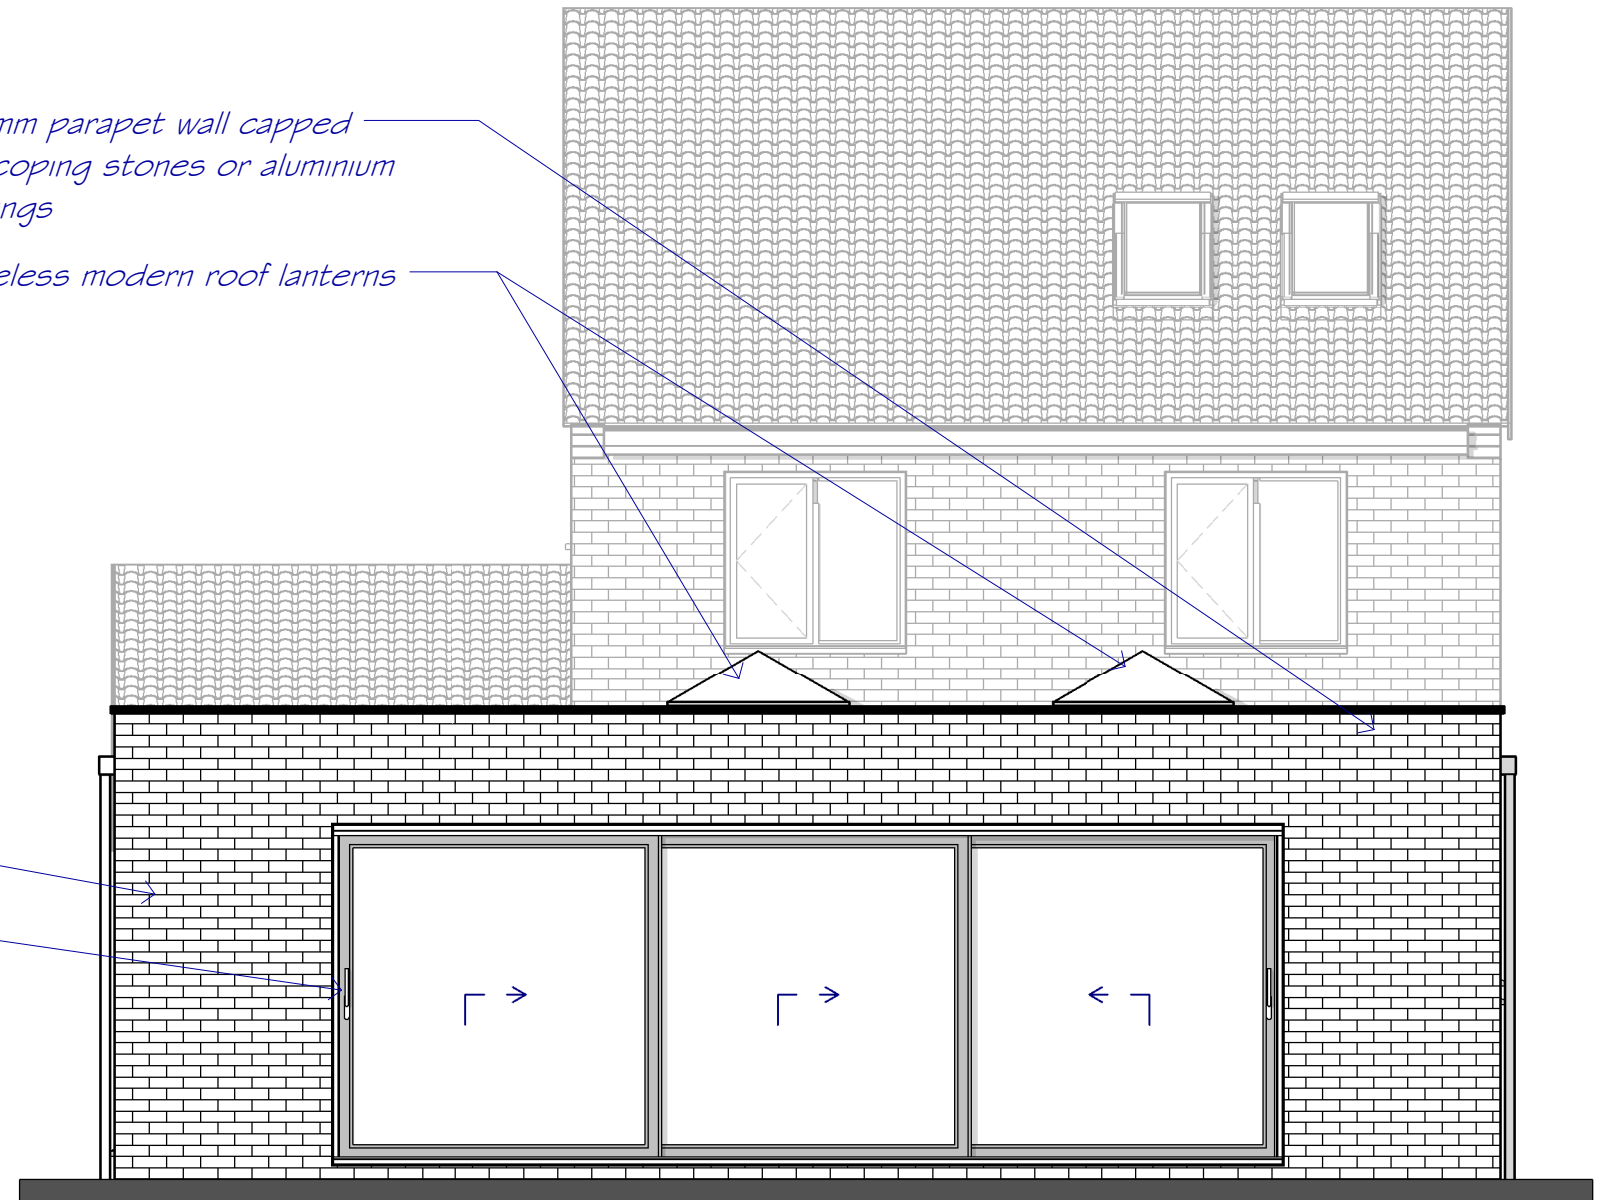 mm parapet wall capped
coping stones or aluminium
ngs
eless modern roof lanterns